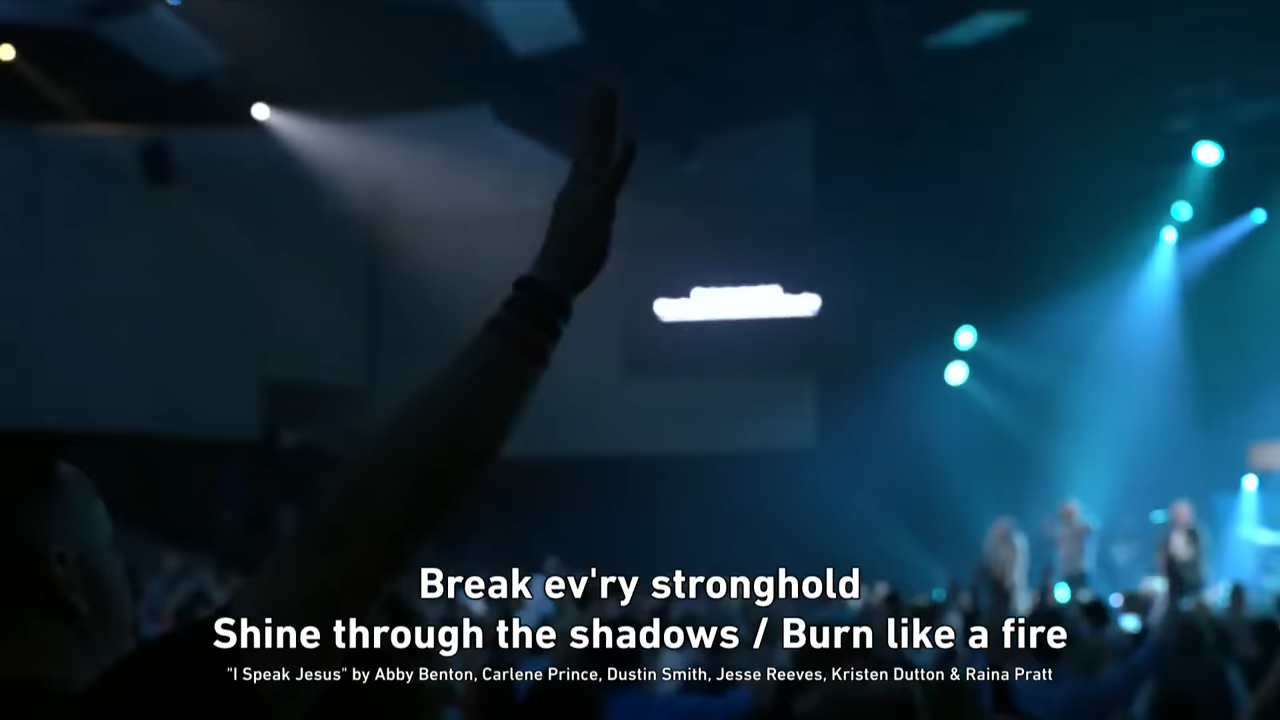 Break ev'ry stronghold
Shine through the shadows / Burn like a fire
"I Speak Jesus" by Abby Benton, Carlene Prince, Dustin Smith, Jesse Reeves, Kristen Dutton & Raina Pratt